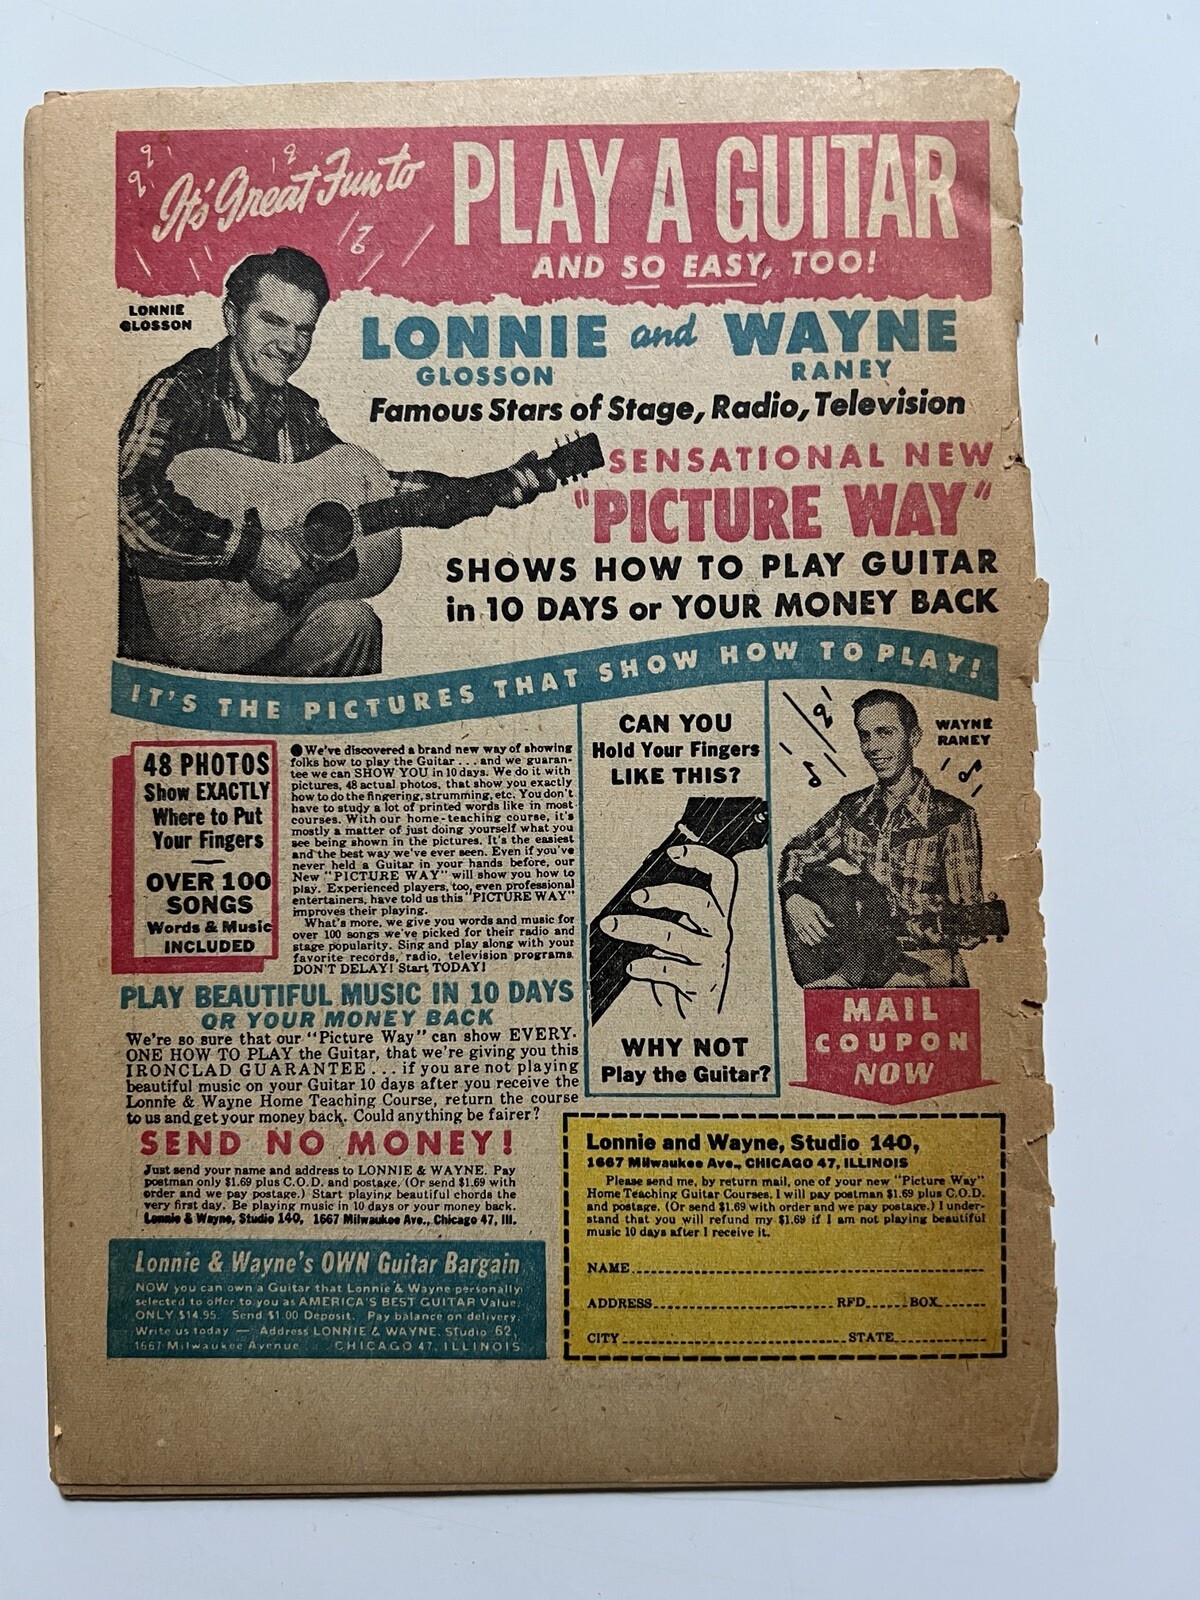 It's Great Fun to
PLAY A GUITAR
AND SO EASY, TOO!
LONNIE
GLOSSON
LONNIE and WAYNE
GLOSSON RANEY
Famous Stars of Stage, Radio, Television
SENSATIONAL NEW
"PICTURE WAY"
SHOWS HOW TO PLAY GUITAR
in 10 DAYS or YOUR MONEY BACK
IT'S THE PICTURES THAT SHOW HOW TO PLAY!
48 PHOTOS
Show EXACTLY
Where to Put
Your Fingers
OVER 100
SONGS
Words & Music
INCLUDED
●We've discovered a brand new way of showing
folks how to play the Guitar . . . and we guaran-
tee we can SHOW YOU in 10 days. We do it with
pictures, 48 actual photos, that show you exactly
how to do the fingering, strumming, etc. You don't
have to study a lot of printed words like in most
courses. With our home-teaching course, it's
mostly a matter of just doing yourself what you
see being shown in the pictures. It's the easiest
and the best way we've ever seen. Even if you've
never held a Guitar in your hands before, our
New "PICTURE WAY" will show you how to
play. Experienced players, too, even professional
entertainers, have told us this "PICTURE WAY"
improves their playing.
What's more, we give you words and music for
over 100 songs we've picked for their radio and
stage popularity. Sing and play along with your
favorite records, radio, television programs.
DON'T DELAY! Start TODAY!
CAN YOU
Hold Your Fingers
LIKE THIS?
WHY NOT
Play the Guitar?
WAYNE
RANEY
MAIL
COUPON
NOW
PLAY BEAUTIFUL MUSIC IN 10 DAYS
OR YOUR MONEY BACK
We're so sure that our "Picture Way" can show EVERY-
ONE HOW TO PLAY the Guitar, that we're giving you this
IRONCLAD GUARANTEE . . . if you are not playing
beautiful music on your Guitar 10 days after you receive the
Lonnie & Wayne Home Teaching Course, return the course
to us and get your money back. Could anything be fairer?
SEND NO MONEY!
Just send your name and address to LONNIE & WAYNE. Pay
postman only $1.69 plus C.O.D. and postage. (Or send $1.69 with
order and we pay postage.) Start playing beautiful chords the
very first day. Be playing music in 10 days or your money back.
Lonnie & Wayne, Studio 140, 1667 Milwaukee Ave., Chicago 47, Ill.
Lonnie & Wayne's OWN Guitar Bargain
NOW you can own a Guitar that Lonnie & Wayne personally
selected to offer to you as AMERICA'S BEST GUITAR Value.
ONLY $14.95. Send $1.00 Deposit. Pay balance on delivery.
Write us today — Address LONNIE & WAYNE, Studio 62,
1667 Milwaukee Avenue CHICAGO 47, ILLINOIS
Lonnie and Wayne, Studio 140,
1667 Milwaukee Ave., CHICAGO 47, ILLINOIS
Please send me, by return mail, one of your new "Picture Way"
Home Teaching Guitar Courses. I will pay postman $1.69 plus C.O.D.
and postage. (Or send $1.69 with order and we pay postage.) I under-
stand that you will refund my $1.69 if I am not playing beautiful
music 10 days after I receive it.
NAME
ADDRESS RFD BOX
CITY STATE